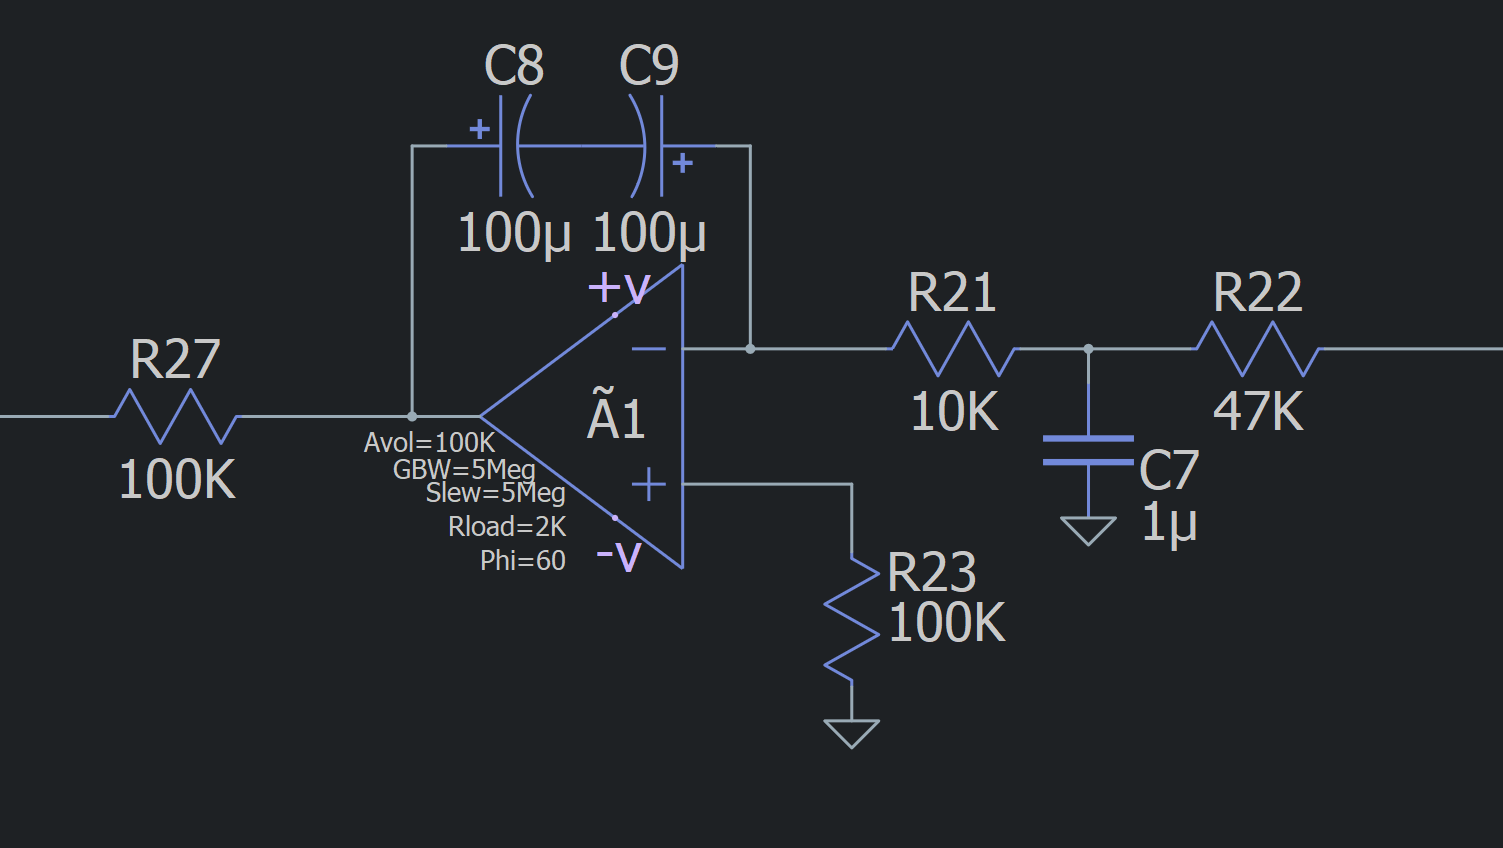 C8
C9
+
+
100µ
100µ
+v
R21
R22
R27
−
Ã1
10K
47K
Avol=100K
GBW=5Meg
Slew=5Meg
100K
+
C7
Rload=2K
1µ
Phi=60
-v
R23
100K